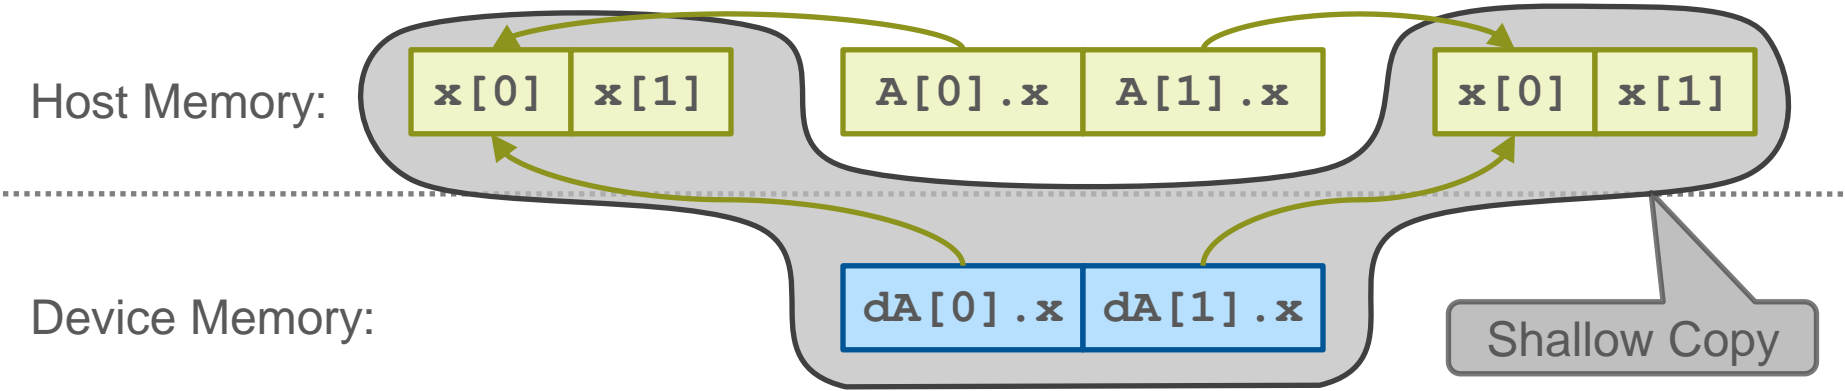 Host Memory: x[0] x[1] A[0].x A[1].x x[0] x[1]
Device Memory: dA[0].x dA[1].x
Shallow Copy